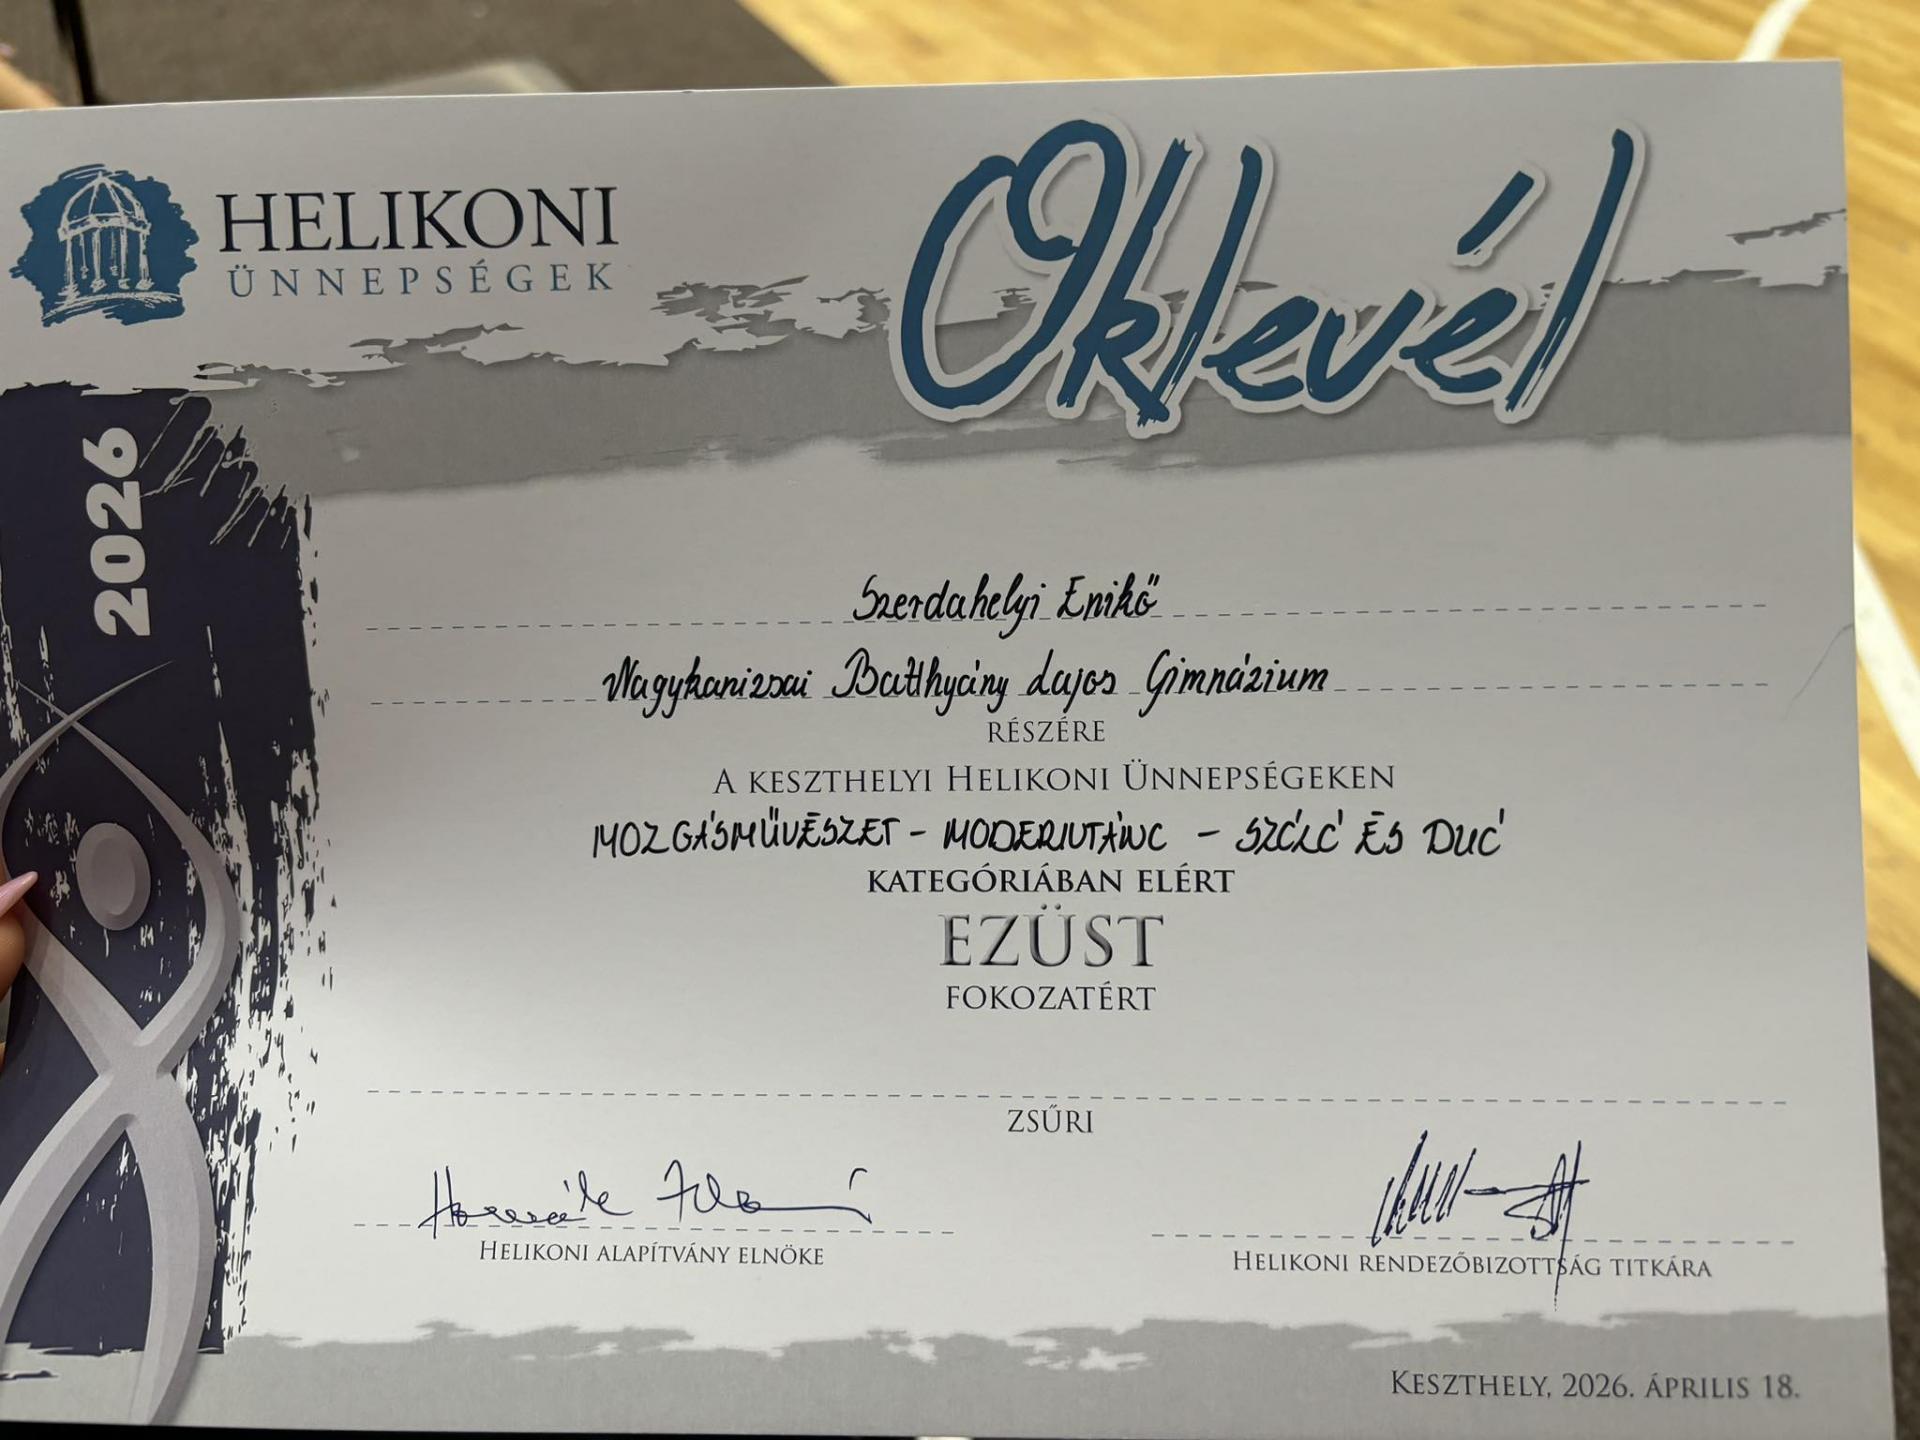 HELIKONI
ÜNNEPSÉGEK
Oklevél
2026
Szerdahelyi Enikő
Nagykanizsai Batthyány Lajos Gimnázium
RÉSZÉRE
A KESZTHELYI HELIKONI ÜNNEPSÉGEKEN
MOZGÁSMŰVÉSZET - MODERNTÁNC - SZÓLÓ ÉS DUÓ
KATEGÓRIÁBAN ELÉRT
EZÜST
FOKOZATÉRT
ZSŰRI
HELIKONI ALAPÍTVÁNY ELNÖKE
HELIKONI RENDEZŐBIZOTTSÁG TITKÁRA
KESZTHELY, 2026. ÁPRILIS 18.